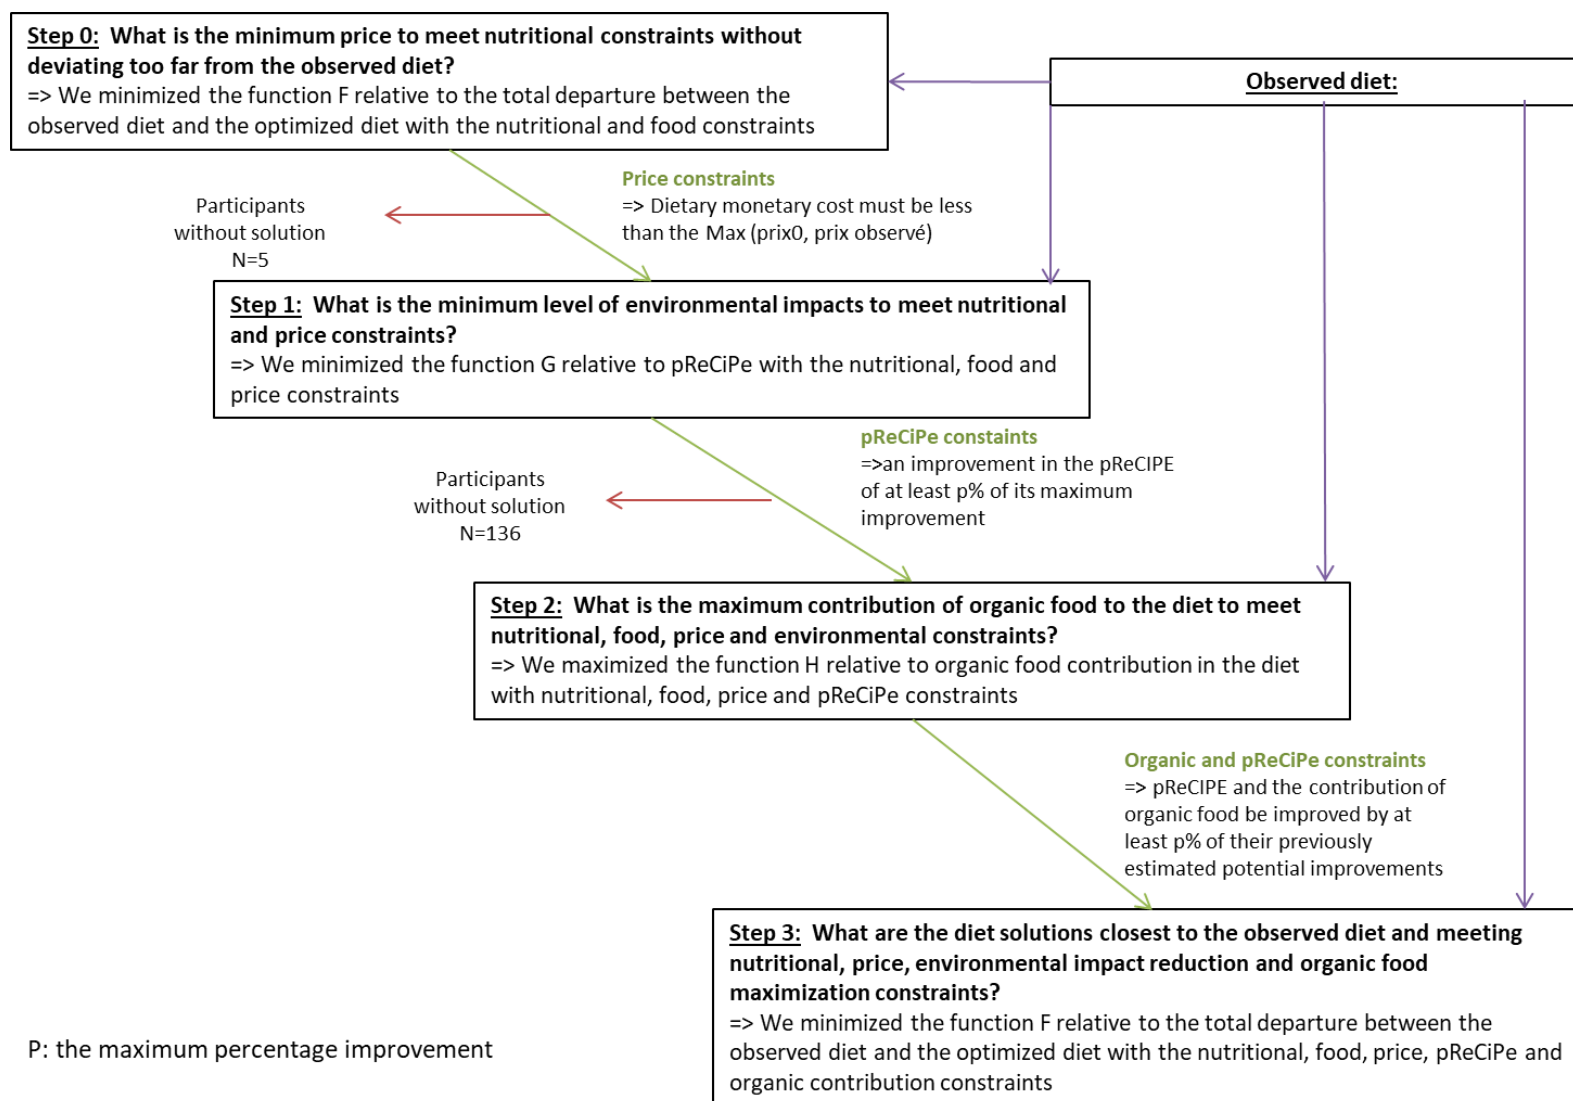 Step 0: What is the minimum price to meet nutritional constraints without
deviating too far from the observed diet?
=> We minimized the function F relative to the total departure between the
observed diet and the optimized diet with the nutritional and food constraints
Observed diet:
Participants
without solution
N=5
Price constraints
=> Dietary monetary cost must be less
than the Max (prix0, prix observé)
Step 1: What is the minimum level of environmental impacts to meet nutritional
and price constraints?
=> We minimized the function G relative to pReCiPe with the nutritional, food and
price constraints
Participants
without solution
N=136
pReCiPe constaints
=>an improvement in the pReCIPE
of at least p% of its maximum
improvement
Step 2: What is the maximum contribution of organic food to the diet to meet
nutritional, food, price and environmental constraints?
=> We maximized the function H relative to organic food contribution in the diet
with nutritional, food, price and pReCiPe constraints
Organic and pReCiPe constraints
=> pReCIPE and the contribution of
organic food be improved by at
least p% of their previously
estimated potential improvements
Step 3: What are the diet solutions closest to the observed diet and meeting
nutritional, price, environmental impact reduction and organic food
maximization constraints?
=> We minimized the function F relative to the total departure between the
observed diet and the optimized diet with the nutritional, food, price, pReCiPe and
organic contribution constraints
P: the maximum percentage improvement